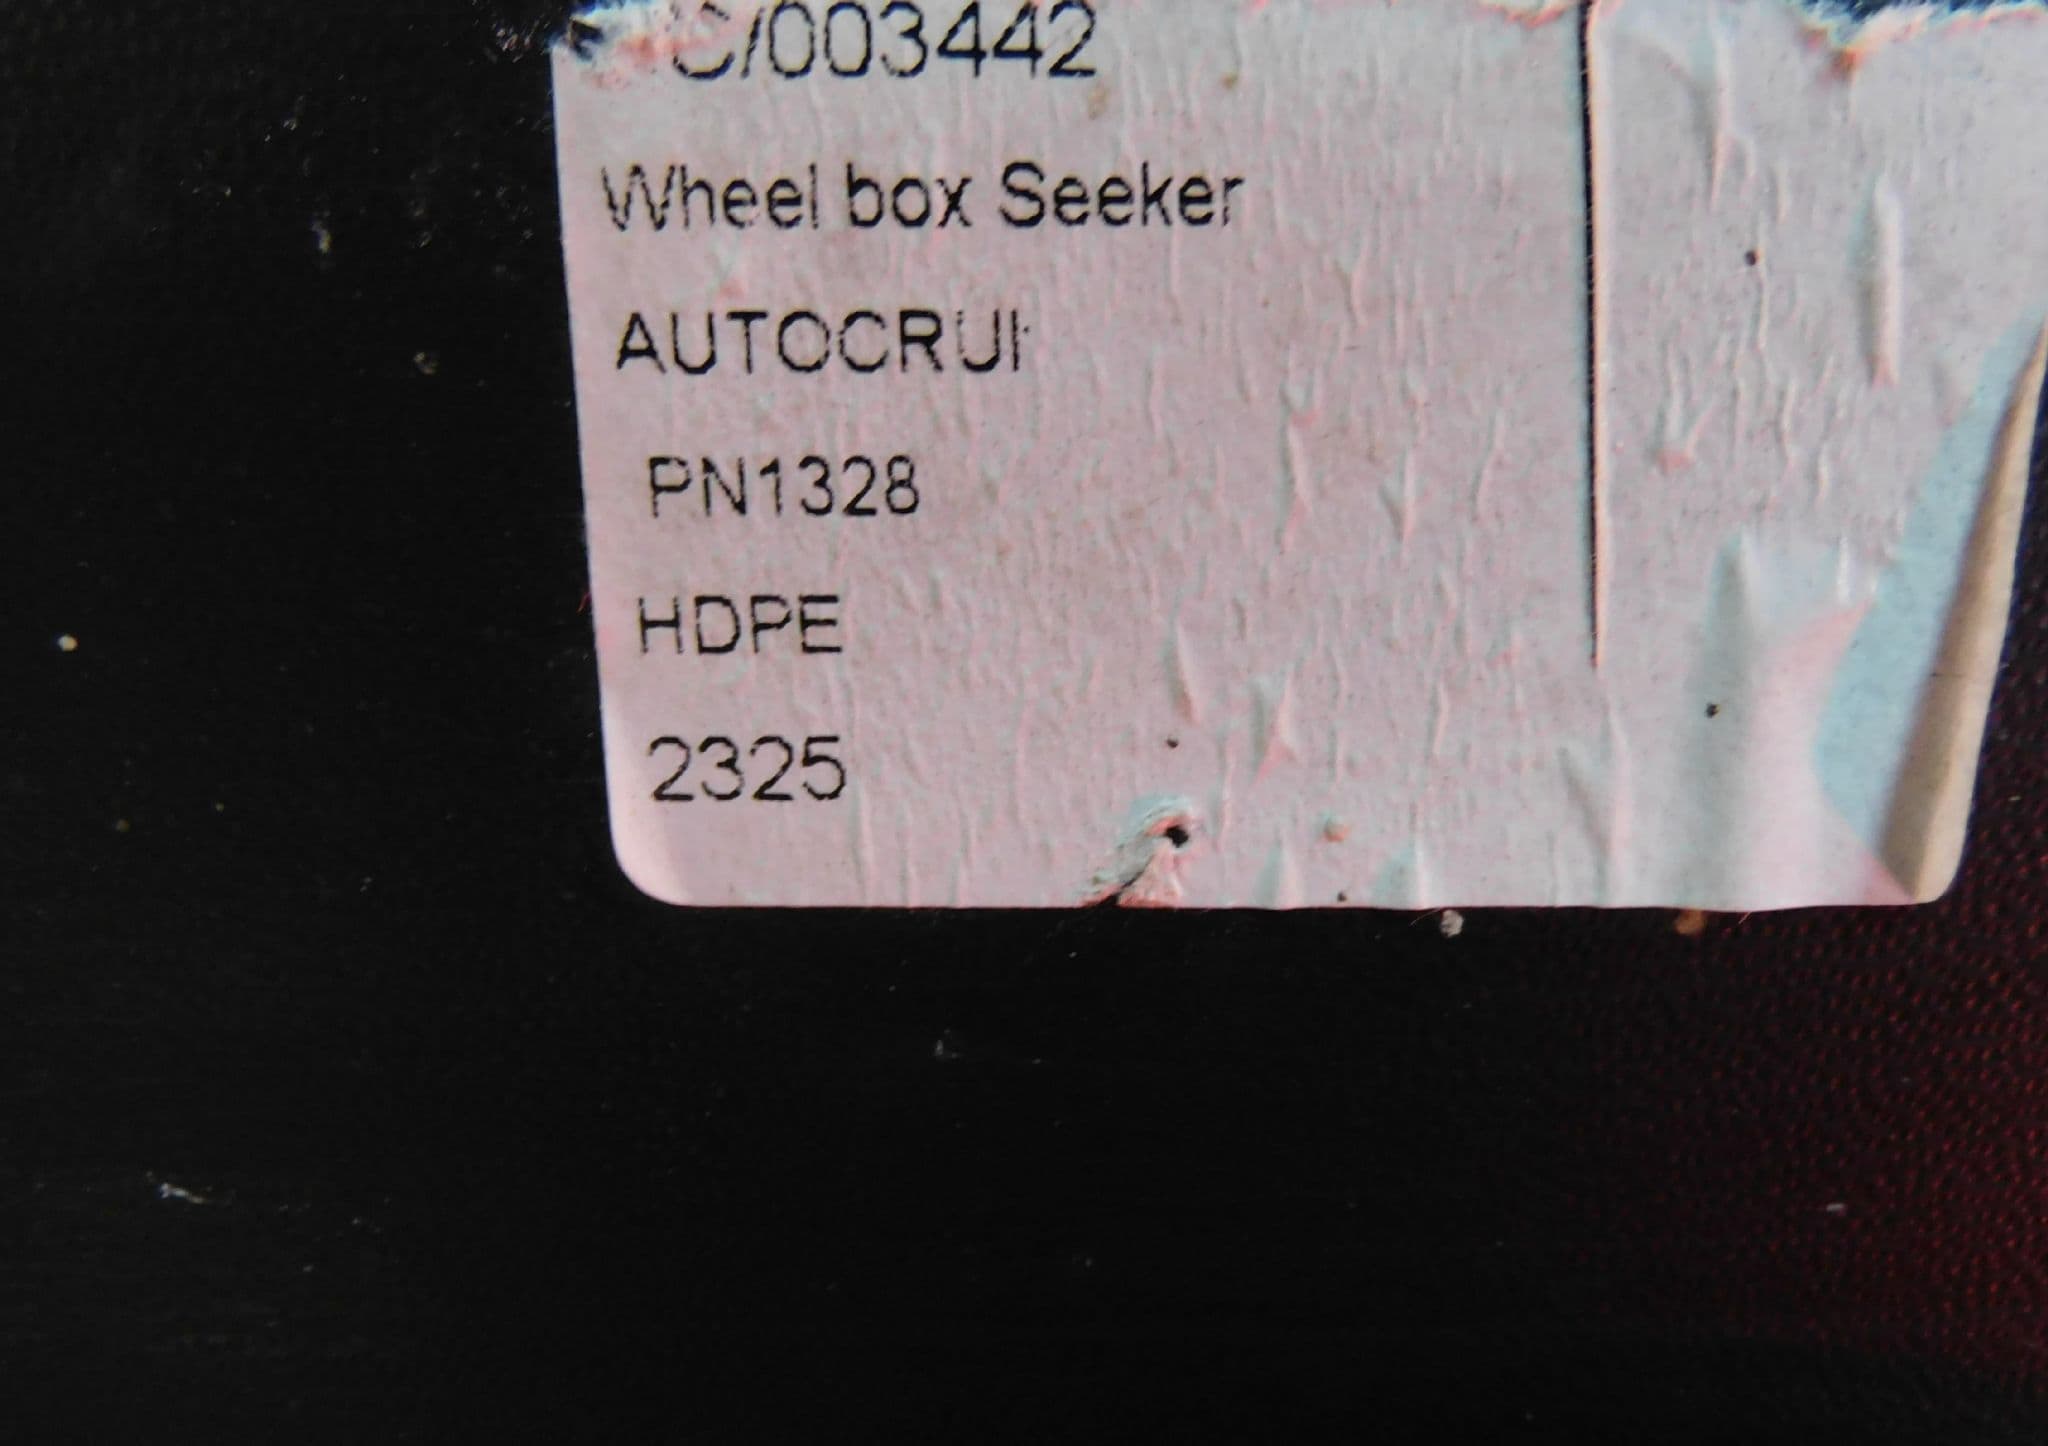 C/003442
Wheel box Seeker
AUTOCRUI
PN1328
HDPE
2325